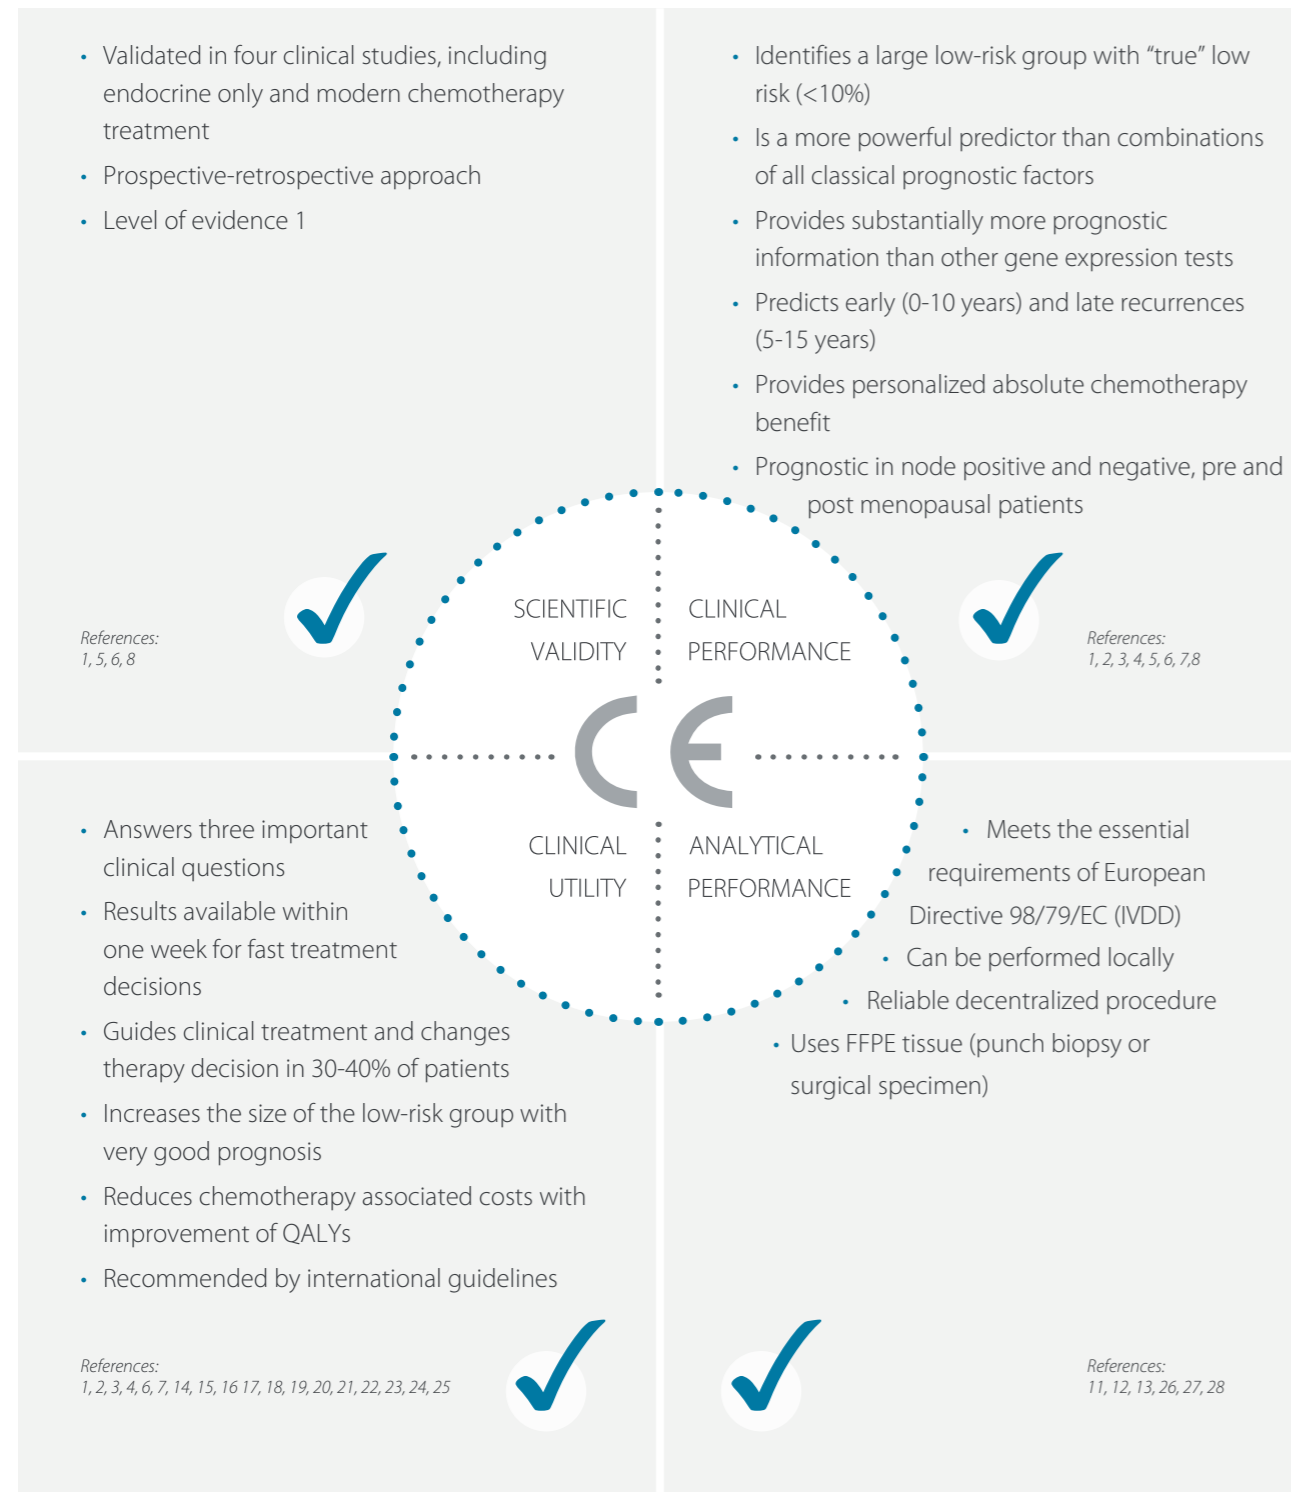 • Validated in four clinical studies, including
endocrine only and modern chemotherapy
treatment
• Prospective-retrospective approach
• Level of evidence 1
References:
1, 5, 6, 8
• Identifies a large low-risk group with “true” low
risk (<10%)
• Is a more powerful predictor than combinations
of all classical prognostic factors
• Provides substantially more prognostic
information than other gene expression tests
• Predicts early (0-10 years) and late recurrences
(5-15 years)
• Provides personalized absolute chemotherapy
benefit
• Prognostic in node positive and negative, pre and
post menopausal patients
References:
1, 2, 3, 4, 5, 6, 7,8
SCIENTIFIC
VALIDITY
CLINICAL
PERFORMANCE
CE
CLINICAL
UTILITY
ANALYTICAL
PERFORMANCE
• Answers three important
clinical questions
• Results available within
one week for fast treatment
decisions
• Guides clinical treatment and changes
therapy decision in 30-40% of patients
• Increases the size of the low-risk group with
very good prognosis
• Reduces chemotherapy associated costs with
improvement of QALYs
• Recommended by international guidelines
References:
1, 2, 3, 4, 6, 7, 14, 15, 16 17, 18, 19, 20, 21, 22, 23, 24, 25
• Meets the essential
requirements of European
Directive 98/79/EC (IVDD)
• Can be performed locally
• Reliable decentralized procedure
• Uses FFPE tissue (punch biopsy or
surgical specimen)
References:
11, 12, 13, 26, 27, 28